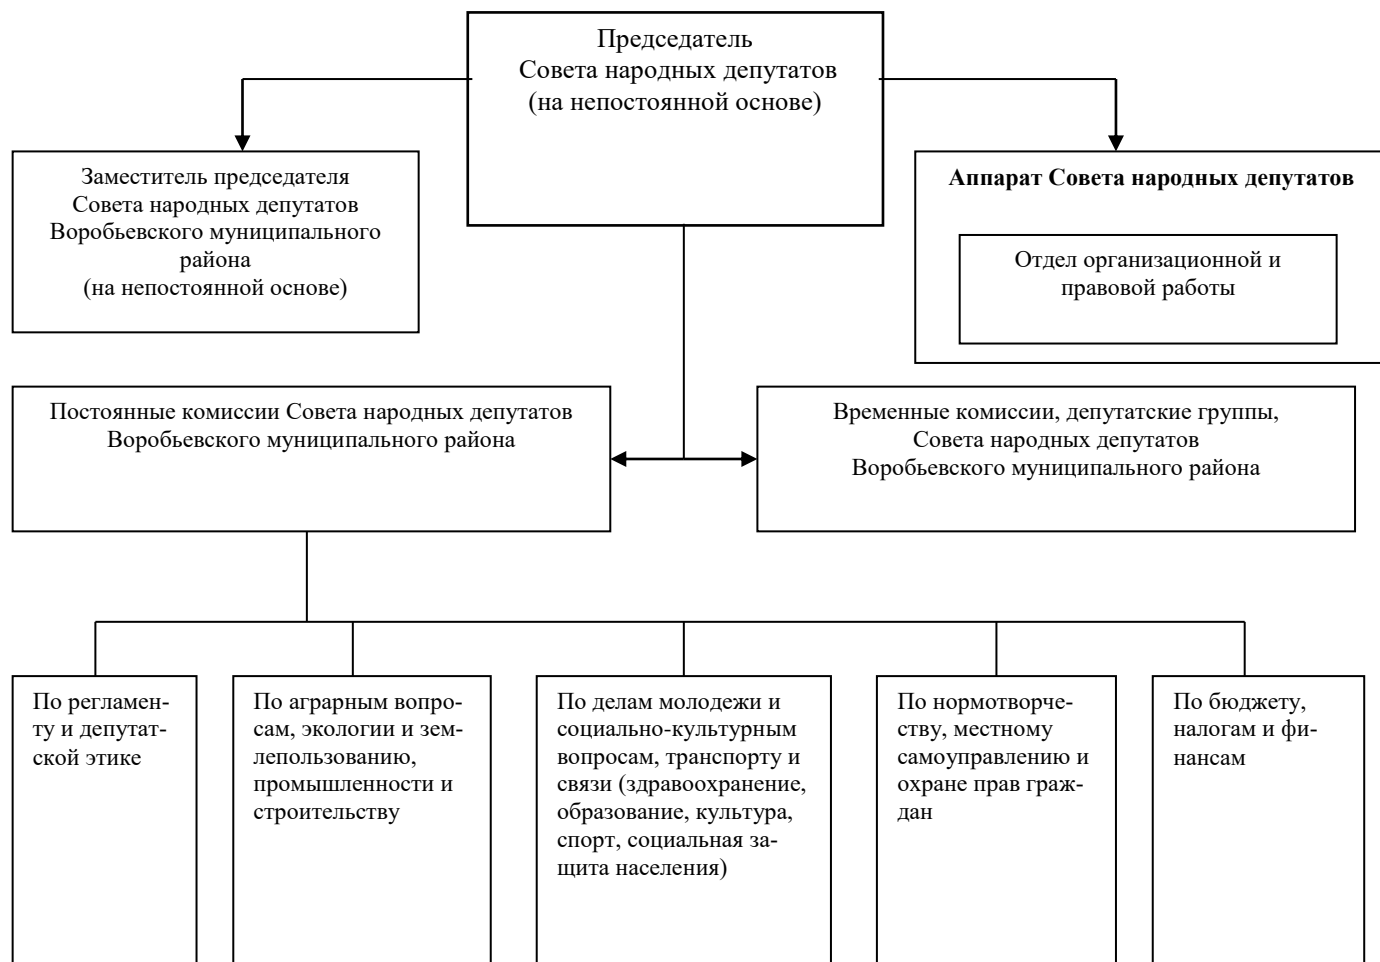 Председатель
Совета народных депутатов
(на непостоянной основе)
Заместитель председателя
Совета народных депутатов
Воробьевского муниципального
района
(на непостоянной основе)
Аппарат Совета народных депутатов
Отдел организационной и
правовой работы
Постоянные комиссии Совета народных депутатов
Воробьевского муниципального района
Временные комиссии, депутатские группы,
Совета народных депутатов
Воробьевского муниципального района
По регламен-
ту и депутат-
ской этике
По аграрным вопро-
сам, экологии и зем-
лепользованию,
промышленности и
строительству
По делам молодежи и
социально-культурным
вопросам, транспорту и
связи (здравоохранение,
образование, культура,
спорт, социальная за-
щита населения)
По нормотворче-
ству, местному
самоуправлению и
охране прав граж-
дан
По бюджету,
налогам и фи-
нансам